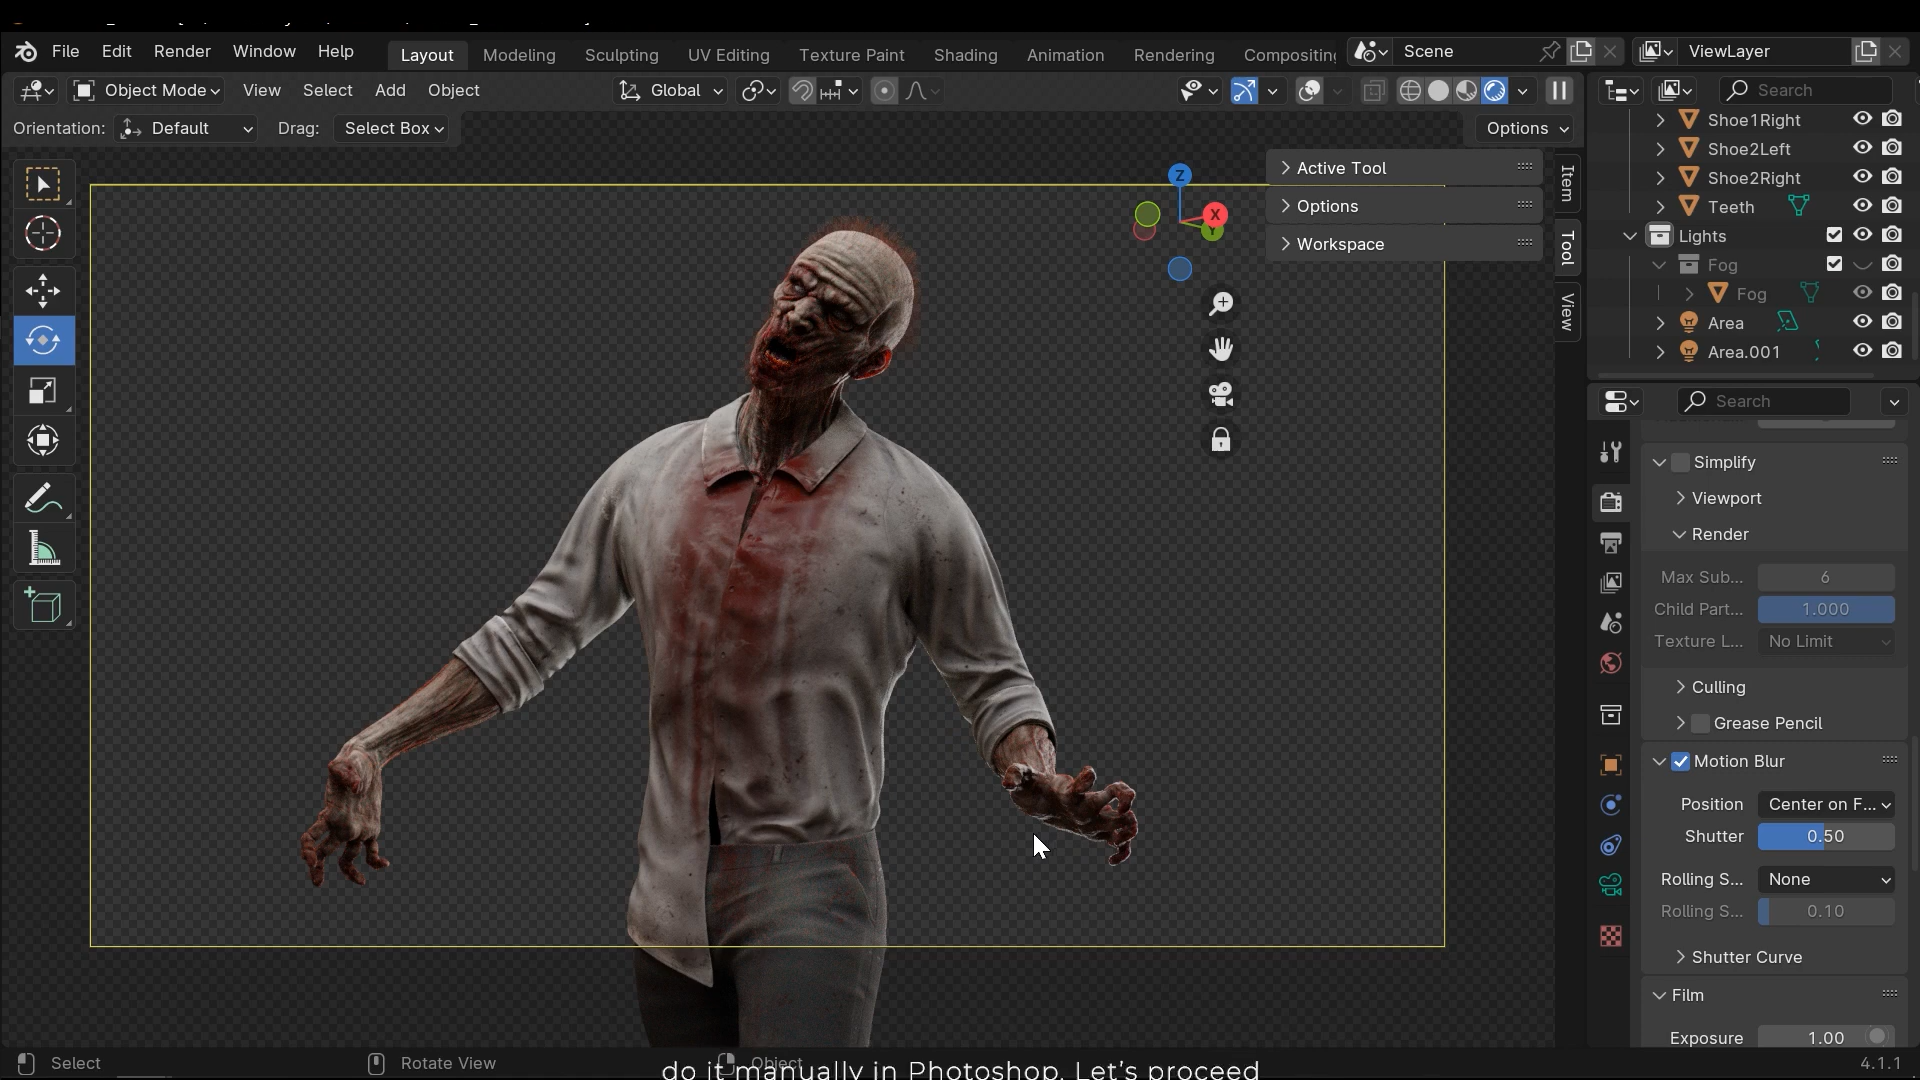 File Edit Render Window Help Layout Modeling Sculpting UV Editing Texture Paint Shading Animation Rendering Compositing Scene ViewLayer
Object Mode View Select Add Object Global Search
Orientation: Default Drag: Select Box Options
Active Tool
Options
Workspace
Item
Tool
View
Z
X
Y
Shoe1Right
Shoe2Left
Shoe2Right
Teeth
Lights
Fog
Fog
Area
Area.001
Search
Simplify
Viewport
Render
Max Sub... 6
Child Part... 1.000
Texture L... No Limit
Culling
Grease Pencil
Motion Blur
Position Center on F...
Shutter 0.50
Rolling S... None
Rolling S... 0.10
Shutter Curve
Film
Exposure 1.00
Select Rotate View Object 4.1.1
do it manually in Photoshop. Let's proceed